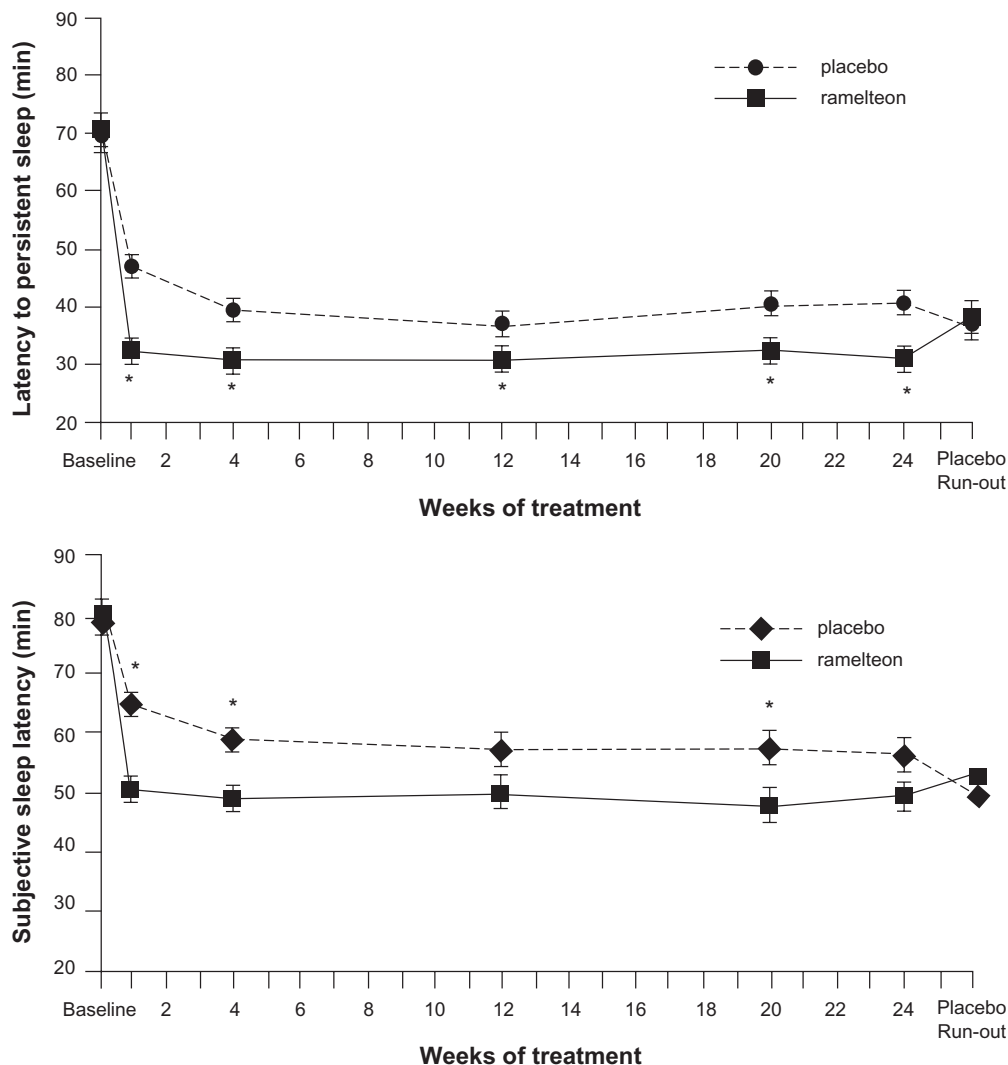 90
80
70
60
50
40
30
20
Latency to persistent sleep (min)
placebo
ramelteon
* * * * *
Baseline 2 4 6 8 10 12 14 16 18 20 22 24 Placebo
Run-out
Weeks of treatment
90
80
70
60
50
40
30
20
Subjective sleep latency (min)
placebo
ramelteon
* * *
Baseline 2 4 6 8 10 12 14 16 18 20 22 24 Placebo
Run-out
Weeks of treatment